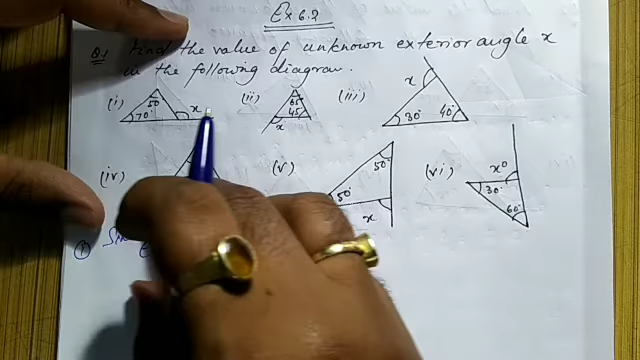 Ex 6.2
Q.1 Find the value of unknown exterior angle x
in the following diagram.
(i) 50° 70° x
(ii) 65° 45° x
(iii) x 30° 40°
(iv)
(v) 50° 50° x
(vi) x° 30° 60°